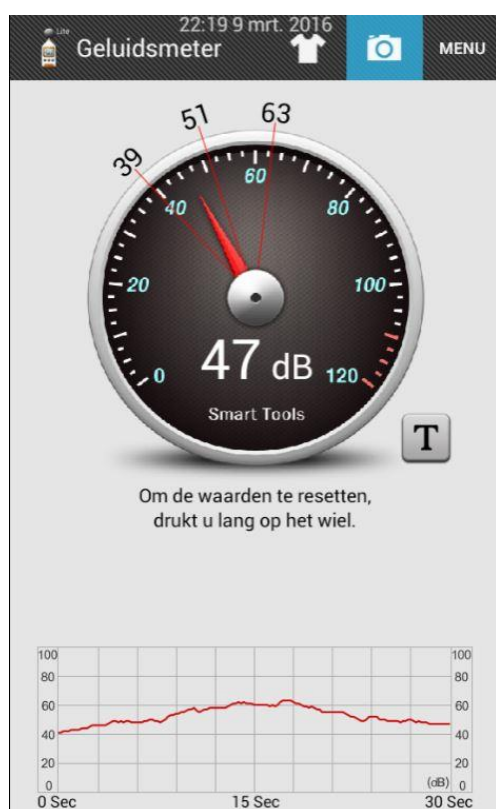 22:19 9 mrt. 2016
Lite
Geluidsmeter
MENU
39
51
63
0
20
40
60
80
100
120
47 dB
Smart Tools
T
Om de waarden te resetten,
drukt u lang op het wiel.
100 100
80 80
60 60
40 40
20 20
(dB)
0 0
0 Sec 15 Sec 30 Sec